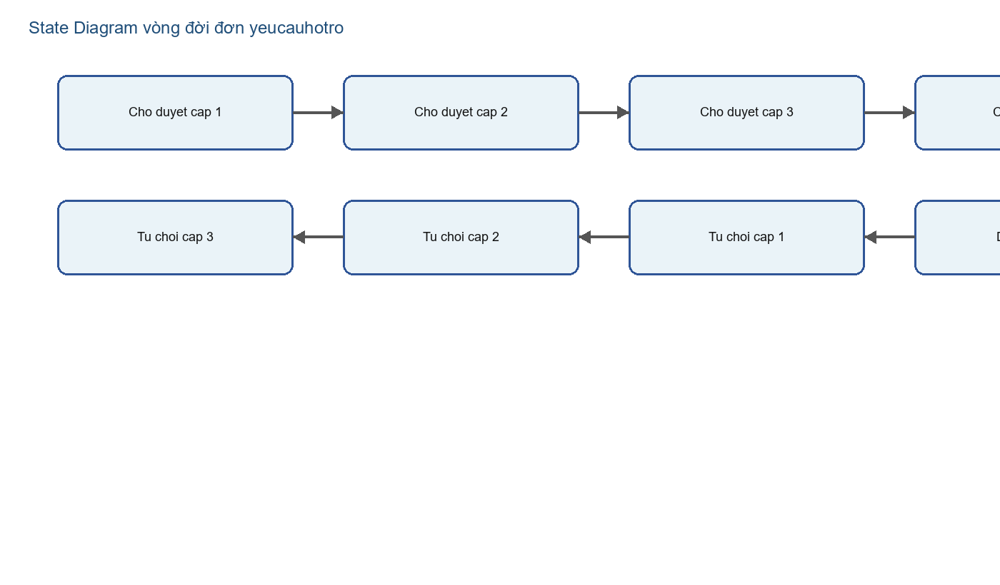 State Diagram vòng đời đơn yeucauhotro
Cho duyet cap 1
Cho duyet cap 2
Cho duyet cap 3
Tu choi cap 3
Tu choi cap 2
Tu choi cap 1